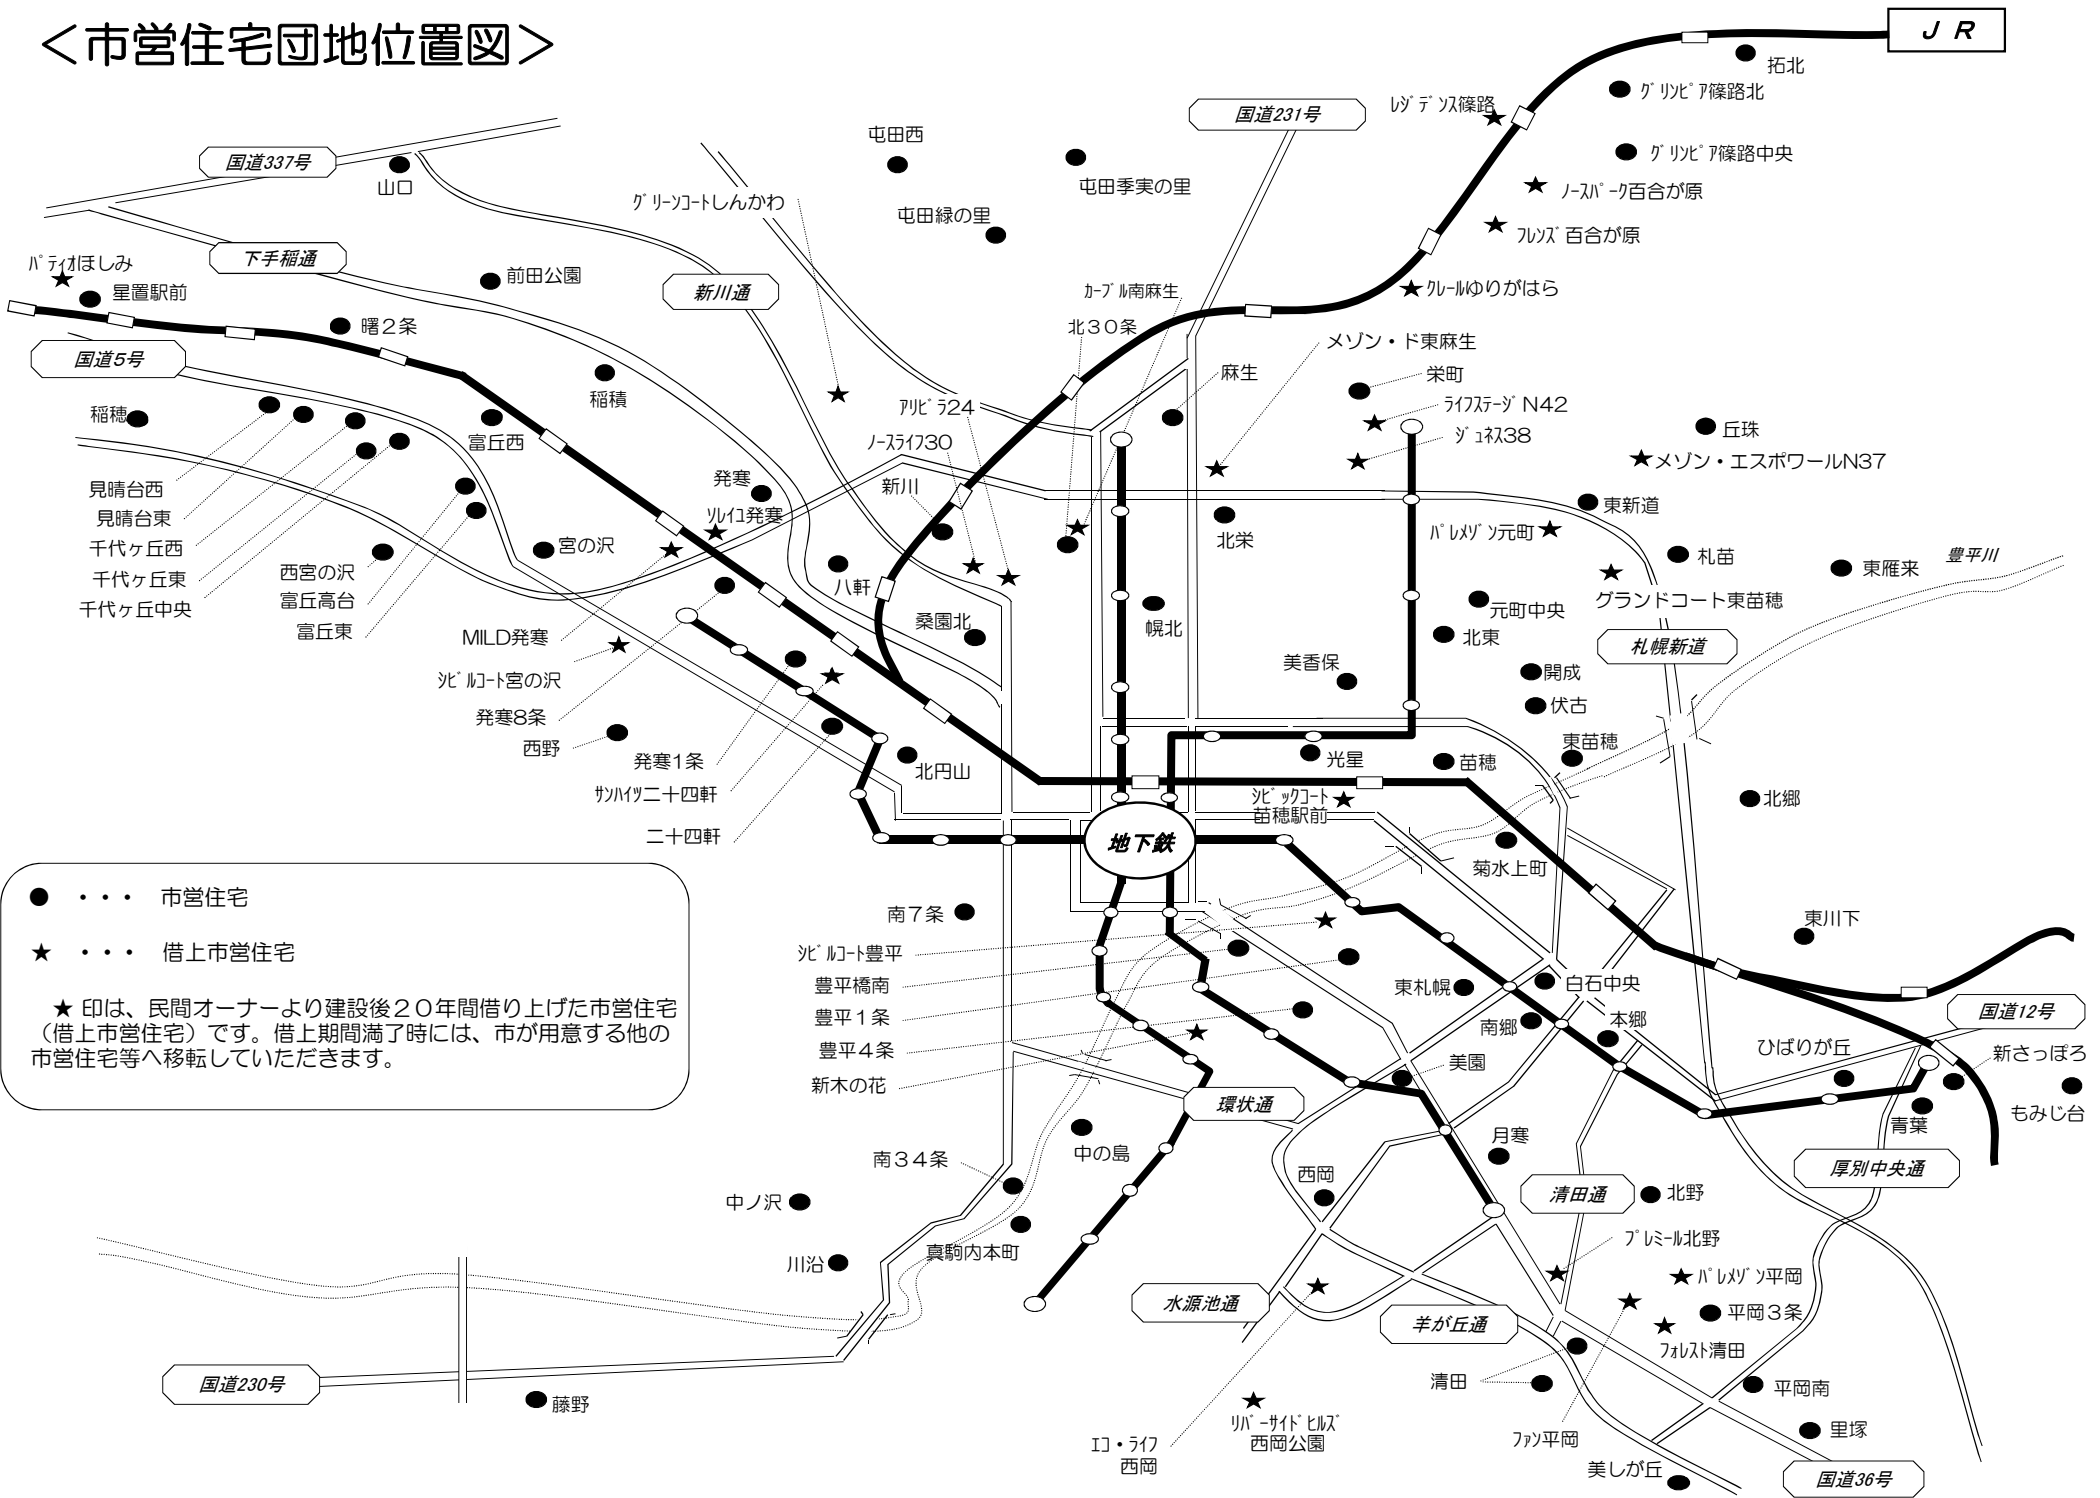 ＜市営住宅団地位置図＞
ＪＲ
拓北
グリンピア篠路北
レジデンス篠路
国道231号
グリンピア篠路中央
屯田西
屯田季実の里
国道337号
山口
ノースパーク百合が原
グリーンコートしんかわ
屯田緑の里
フレンズ百合が原
下手稲通
パティオほしみ
星置駅前
前田公園
新川通
カーブル南麻生
クレールゆりがはら
曙２条
北３０条
メゾン・ド東麻生
国道5号
麻生
栄町
稲積
稲穂
富丘西
アリビラ24
ライフステージN42
ノースライフ30
ジュネス38
丘珠
メゾン・エスポワールN37
見晴台西
発寒
新川
見晴台東
ソレイユ発寒
東新道
千代ヶ丘西
宮の沢
北栄
パレメゾン元町
千代ヶ丘東
西宮の沢
札苗
豊平川
東雁来
千代ヶ丘中央
富丘高台
八軒
グランドコート東苗穂
富丘東
MILD発寒
桑園北
幌北
元町中央
北東
札幌新道
シビルコート宮の沢
美香保
開成
発寒8条
伏古
西野
発寒1条
北円山
光星
苗穂
東苗穂
サンハイツ二十四軒
シビックコート
苗穂駅前
北郷
二十四軒
地下鉄
菊水上町
● ・・・ 市営住宅
★ ・・・ 借上市営住宅
★ 印は、民間オーナーより建設後２０年間借り上げた市営住宅
（借上市営住宅）です。借上期間満了時には、市が用意する他の
市営住宅等へ移転していただきます。
南７条
東川下
シビルコート豊平
豊平橋南
東札幌
白石中央
豊平１条
南郷
本郷
国道12号
豊平４条
美園
ひばりが丘
新さっぽろ
新木の花
環状通
もみじ台
青葉
南３４条
中の島
月寒
厚別中央通
中ノ沢
西岡
清田通
北野
真駒内本町
プレミール北野
川沿
パレメゾン平岡
水源池通
羊が丘通
平岡３条
フォレスト清田
国道230号
清田
平岡南
藤野
リバーサイドヒルズ
西岡公園
エコ・ライフ
西岡
ファン平岡
里塚
美しが丘
国道36号